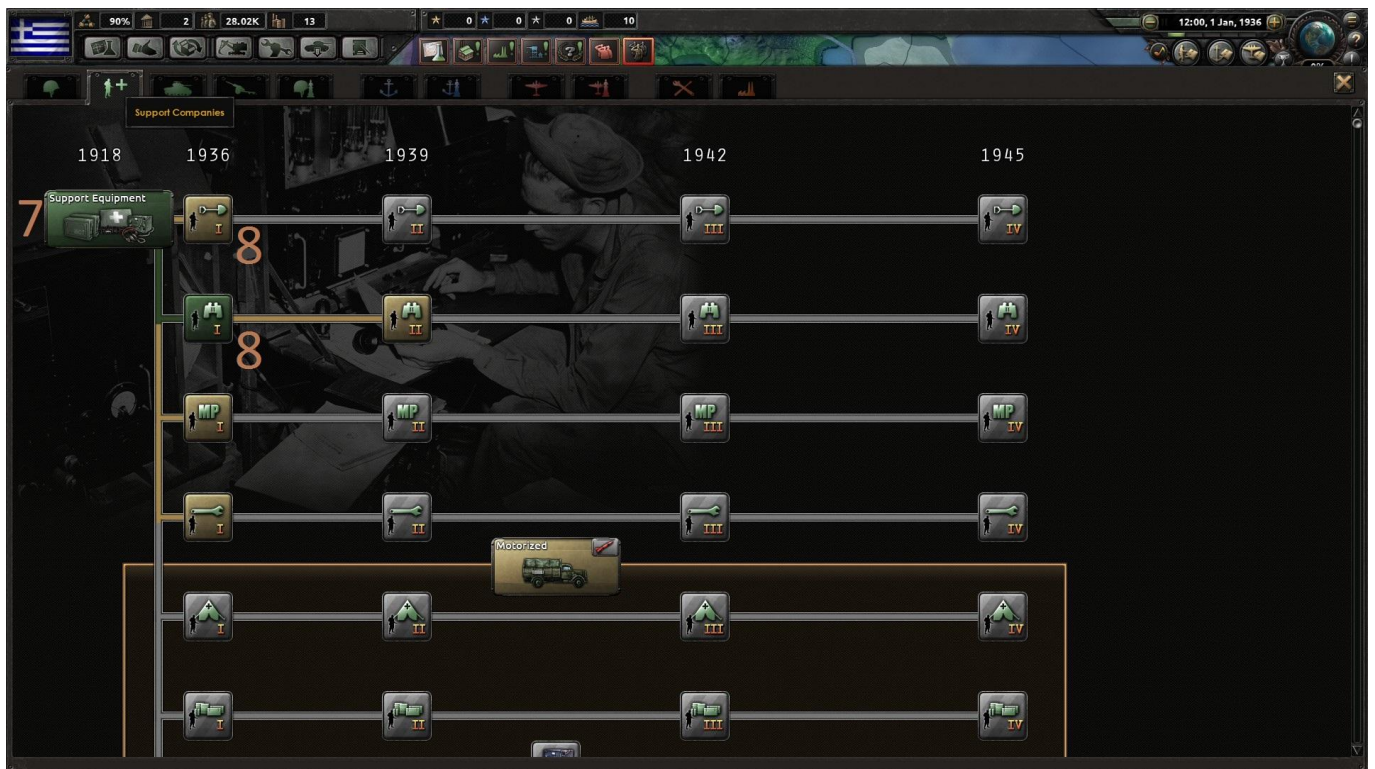 90% 2 28.02K 13 0 0 0 10 12:00, 1 Jan, 1936
0%
Support Companies
1918 1936 1939 1942 1945
Support Equipment
7
I II III IV
8
I II III IV
8
MP I MP II MP III MP IV
I II III IV
Motorized
I II III IV
I II III IV